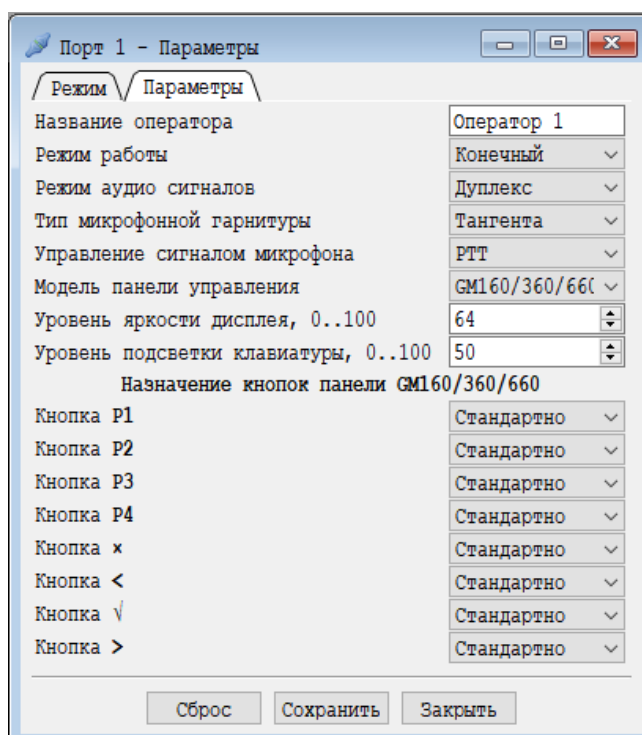 Порт 1 - Параметры
Режим Параметры
Название оператора Оператор 1
Режим работы Конечный
Режим аудио сигналов Дуплекс
Тип микрофонной гарнитуры Тангента
Управление сигналом микрофона PTT
Модель панели управления GM160/360/66(
Уровень яркости дисплея, 0..100 64
Уровень подсветки клавиатуры, 0..100 50
Назначение кнопок панели GM160/360/660
Кнопка P1 Стандартно
Кнопка P2 Стандартно
Кнопка P3 Стандартно
Кнопка P4 Стандартно
Кнопка × Стандартно
Кнопка < Стандартно
Кнопка √ Стандартно
Кнопка > Стандартно
Сброс Сохранить Закрыть